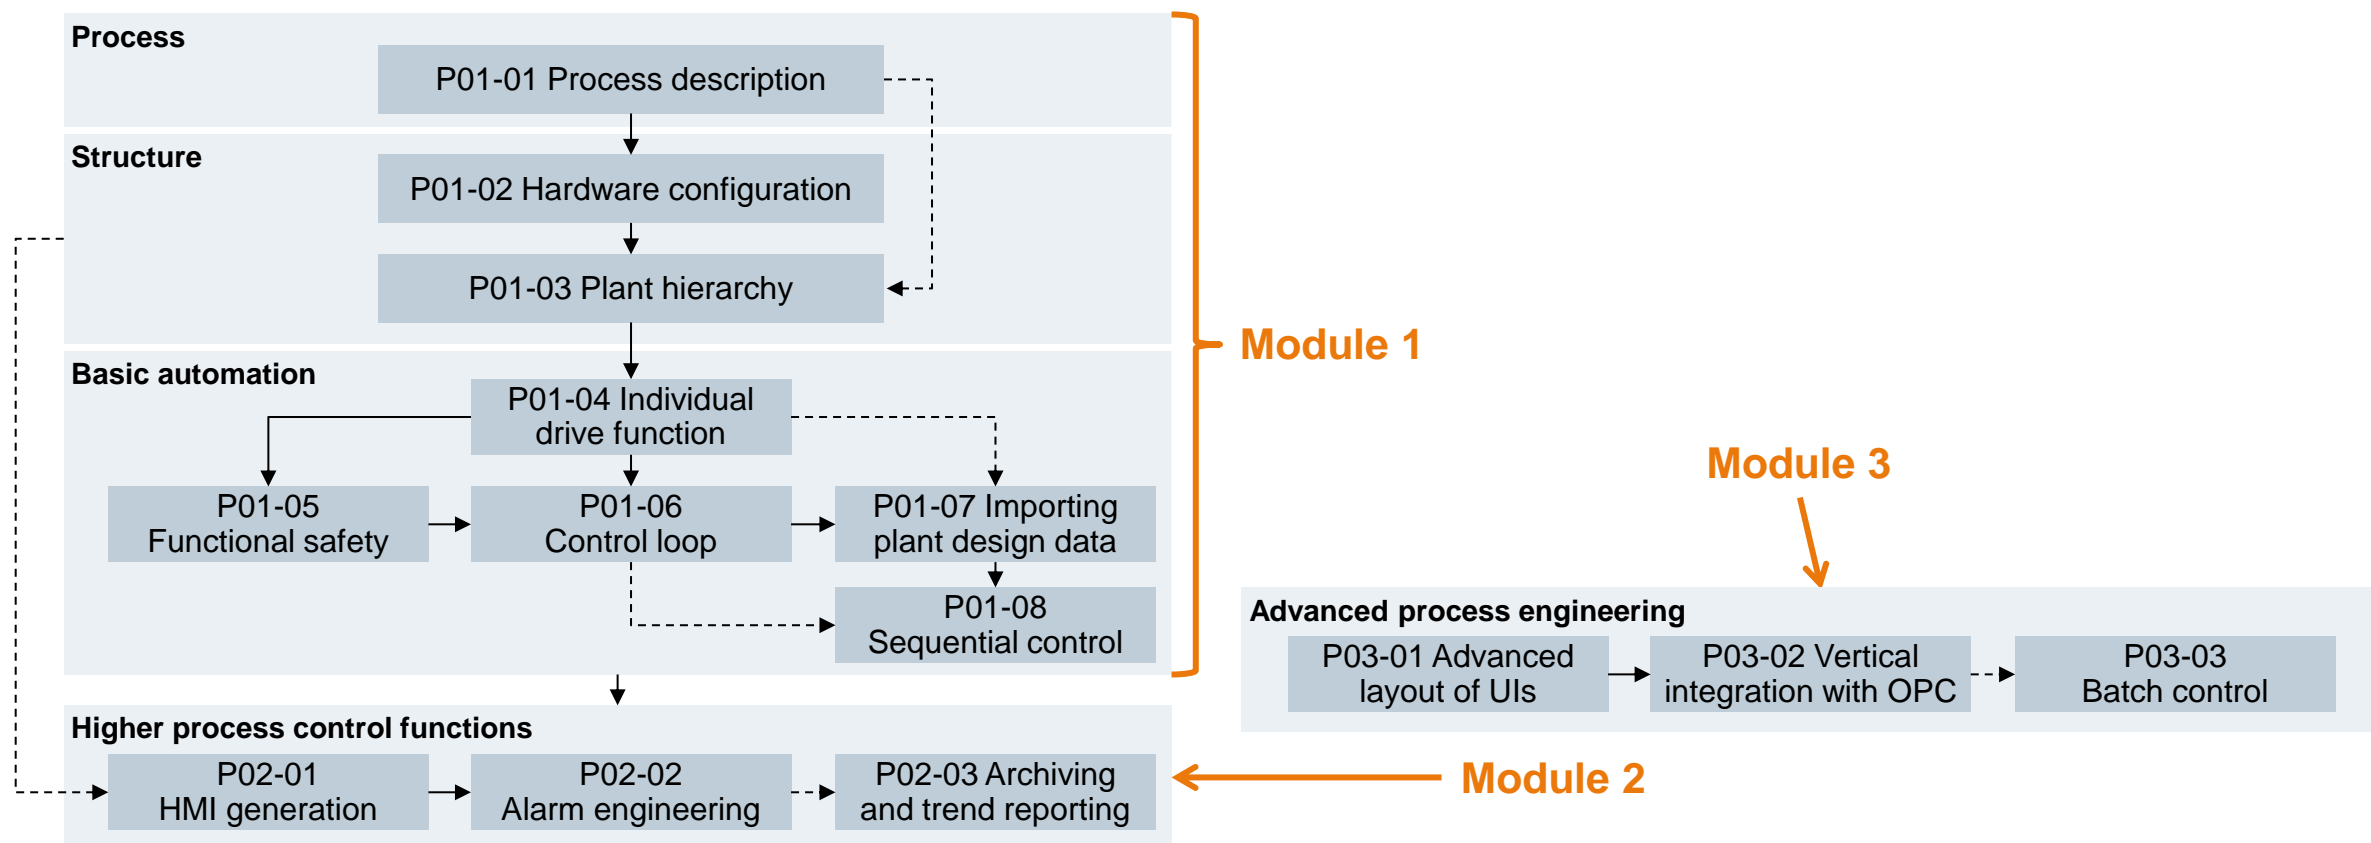 Process
P01-01 Process description
Structure
P01-02 Hardware configuration
P01-03 Plant hierarchy
Module 1
Basic automation
P01-04 Individual
drive function
P01-05
Functional safety
P01-06
Control loop
P01-07 Importing
plant design data
P01-08
Sequential control
Module 3
Advanced process engineering
P03-01 Advanced
layout of UIs
P03-02 Vertical
integration with OPC
P03-03
Batch control
Higher process control functions
P02-01
HMI generation
P02-02
Alarm engineering
P02-03 Archiving
and trend reporting
Module 2